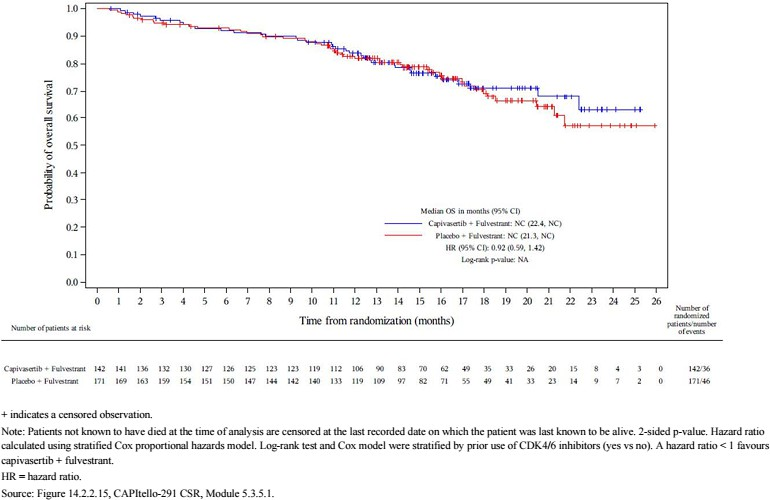 Probability of overall survival
1.0
0.9
0.8
0.7
0.6
0.5
0.4
0.3
0.2
0.1
0.0
Median OS in months (95% CI)
Capivasertib + Fulvestrant: NC (22.4, NC)
Placebo + Fulvestrant: NC (21.3, NC)
HR (95% CI): 0.92 (0.59, 1.42)
Log-rank p-value: NA
0 1 2 3 4 5 6 7 8 9 10 11 12 13 14 15 16 17 18 19 20 21 22 23 24 25 26
Time from randomization (months)
Number of patients at risk
Number of
randomized
patients/number
of events
Capivasertib + Fulvestrant 142 141 136 132 130 127 126 125 123 123 119 112 106 90 83 70 62 49 35 33 26 20 15 8 4 3 0 142/36
Placebo + Fulvestrant 171 169 163 159 154 151 150 147 144 142 140 133 119 109 97 82 71 55 49 41 33 23 14 9 7 2 0 171/46
+ indicates a censored observation.
Note: Patients not known to have died at the time of analysis are censored at the last recorded date on which the patient was last known to be alive. 2-sided p-value. Hazard ratio
calculated using stratified Cox proportional hazards model. Log-rank test and Cox model were stratified by prior use of CDK4/6 inhibitors (yes vs no). A hazard ratio < 1 favours
capivasertib + fulvestrant.
HR = hazard ratio.
Source: Figure 14.2.2.15, CAPItello-291 CSR, Module 5.3.5.1.